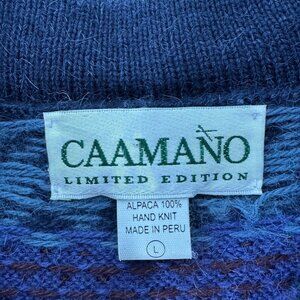 CAAMAÑO
LIMITED EDITION
ALPACA 100%
HAND KNIT
MADE IN PERU
L